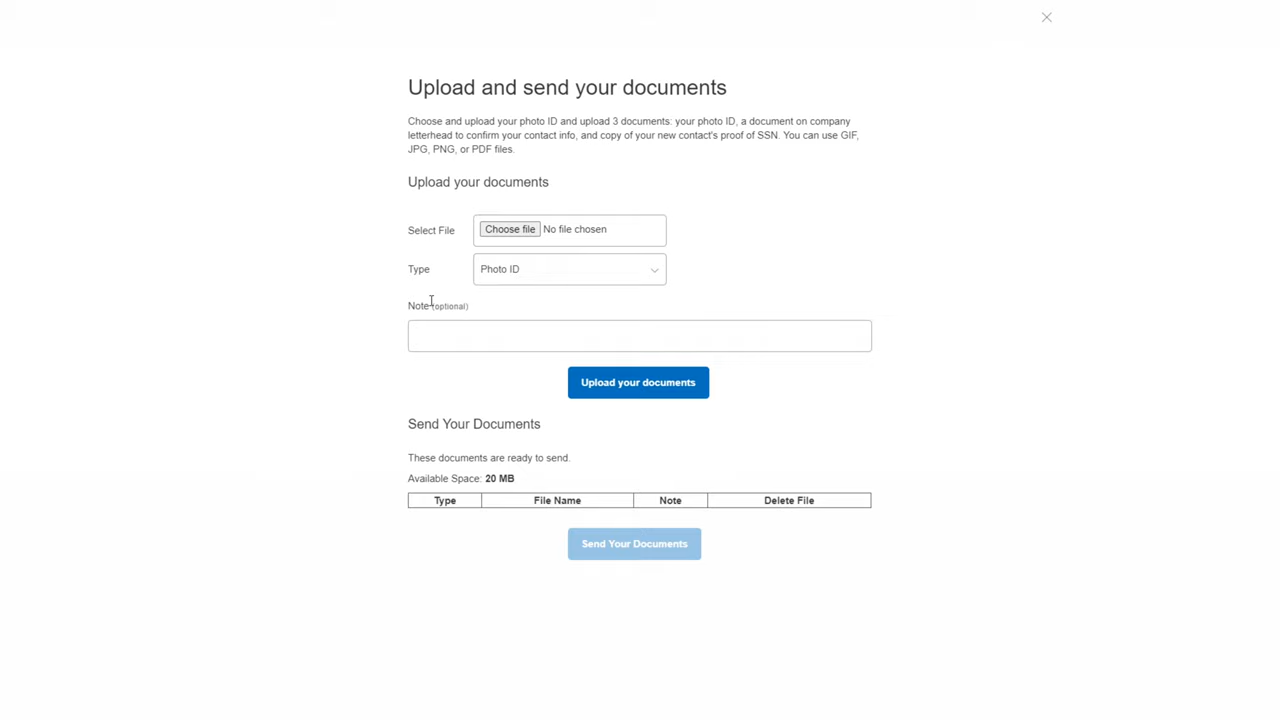 Upload and send your documents
Choose and upload your photo ID and upload 3 documents: your photo ID, a document on company
letterhead to confirm your contact info, and copy of your new contact's proof of SSN. You can use GIF,
JPG, PNG, or PDF files.
Upload your documents
Select File Choose file No file chosen
Type Photo ID
Note (optional)
Upload your documents
Send Your Documents
These documents are ready to send.
Available Space: 20 MB
Type File Name Note Delete File
Send Your Documents